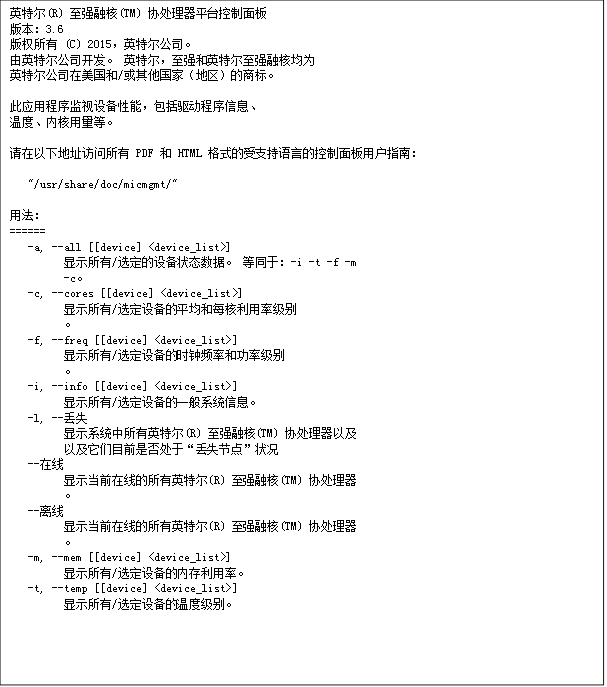 英特尔(R) 至强融核(TM) 协处理器平台控制面板
版本: 3.6
版权所有 (C) 2015, 英特尔公司。
由英特尔公司开发。 英特尔, 至强和英特尔至强融核均为
英特尔公司在美国和/或其他国家（地区）的商标。
此应用程序监视设备性能, 包括驱动程序信息、
温度、内核用量等。
请在以下地址访问所有 PDF 和 HTML 格式的受支持语言的控制面板用户指南:
"/usr/share/doc/micmgmt/"
用法:
======
-a, --all [[device] <device_list>]
显示所有/选定的设备状态数据。 等同于: -i -t -f -m
-c。
-c, --cores [[device] <device_list>]
显示所有/选定设备的平均和每核利用率级别
。
-f, --freq [[device] <device_list>]
显示所有/选定设备的时钟频率和功率级别
。
-i, --info [[device] <device_list>]
显示所有/选定设备的一般系统信息。
-l, --丢失
显示系统中所有英特尔(R) 至强融核(TM) 协处理器以及
以及它们目前是否处于“丢失节点”状况
--在线
显示当前在线的所有英特尔(R) 至强融核(TM) 协处理器
。
--离线
显示当前在线的所有英特尔(R) 至强融核(TM) 协处理器
。
-m, --mem [[device] <device_list>]
显示所有/选定设备的内存利用率。
-t, --temp [[device] <device_list>]
显示所有/选定设备的温度级别。